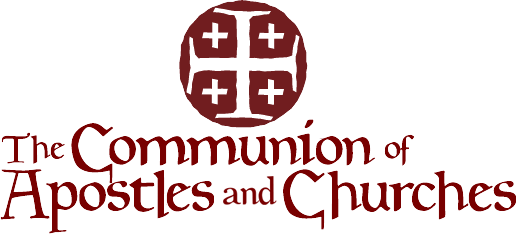 The Communion of
Apostles and Churches